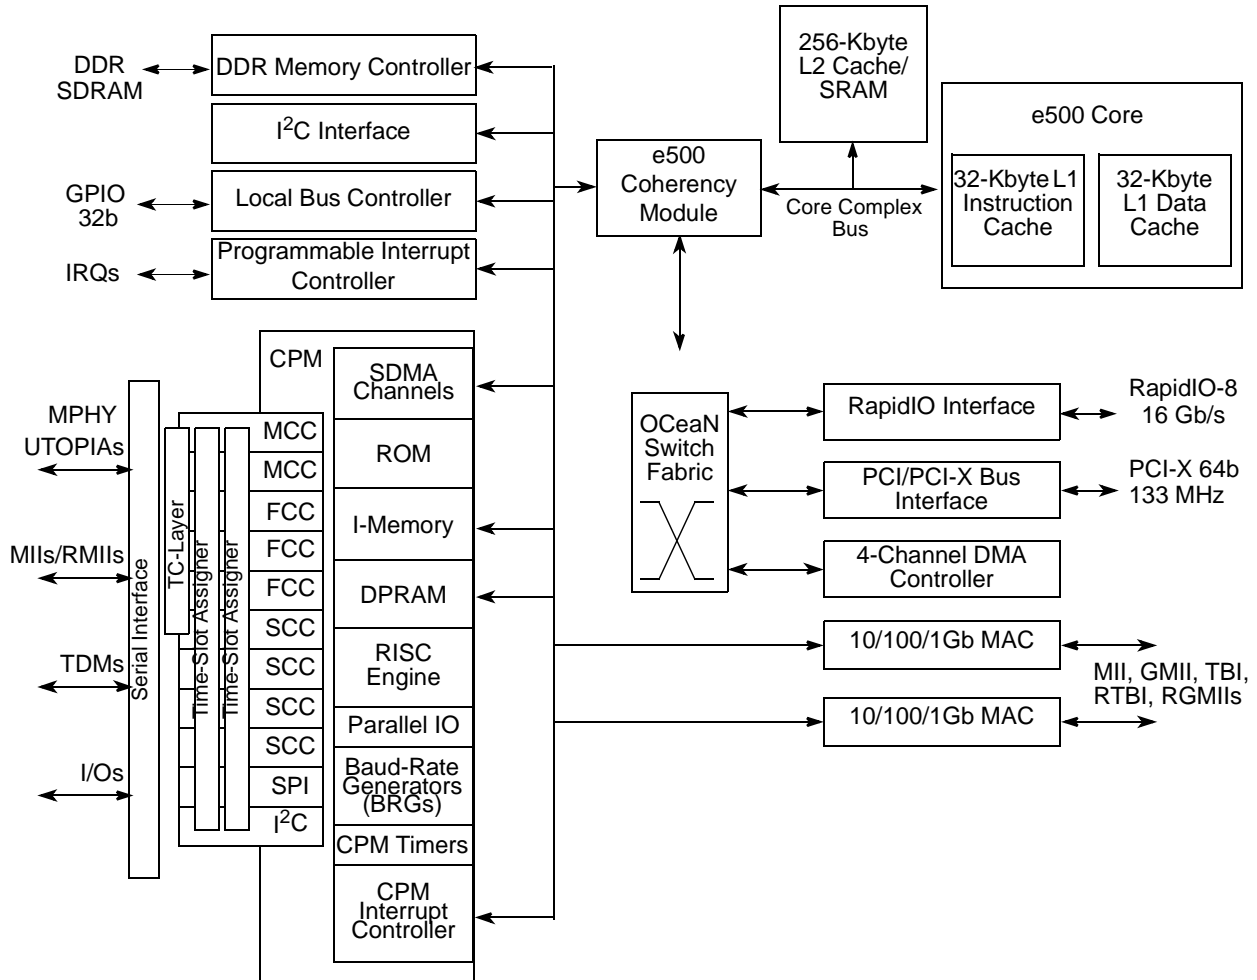 DDR
SDRAM
DDR Memory Controller
I²C Interface
GPIO
32b
Local Bus Controller
IRQs
Programmable Interrupt
Controller
256-Kbyte
L2 Cache/
SRAM
e500
Coherency
Module
Core Complex
Bus
e500 Core
32-Kbyte L1
Instruction
Cache
32-Kbyte
L1 Data
Cache
CPM
MPHY
UTOPIAs
MIIs/RMIIs
TDMs
I/Os
Serial Interface
TC-Layer
Time-Slot Assigner
Time-Slot Assigner
MCC
MCC
FCC
FCC
FCC
SCC
SCC
SCC
SCC
SPI
I²C
SDMA
Channels
ROM
I-Memory
DPRAM
RISC
Engine
Parallel IO
Baud-Rate
Generators
(BRGs)
CPM Timers
CPM
Interrupt
Controller
OCeaN
Switch
Fabric
RapidIO Interface
RapidIO-8
16 Gb/s
PCI/PCI-X Bus
Interface
PCI-X 64b
133 MHz
4-Channel DMA
Controller
10/100/1Gb MAC
10/100/1Gb MAC
MII, GMII, TBI,
RTBI, RGMIIs